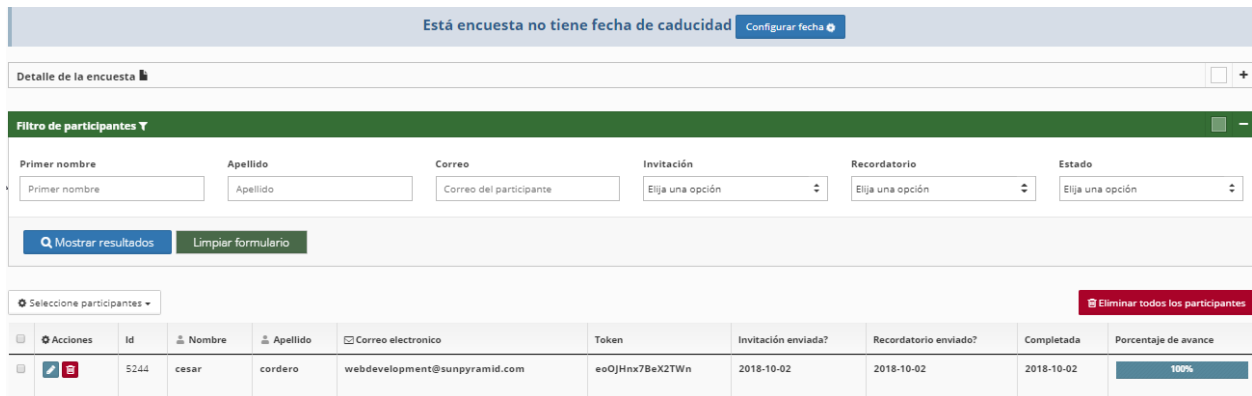 Está encuesta no tiene fecha de caducidad Configurar fecha
Detalle de la encuesta
Filtro de participantes
Primer nombre Apellido Correo Invitación Recordatorio Estado
Primer nombre Apellido Correo del participante Elija una opción Elija una opción Elija una opción
Mostrar resultados Limpiar formulario
Seleccione participantes Eliminar todos los participantes
Acciones Id Nombre Apellido Correo electronico Token Invitación enviada? Recordatorio enviado? Completada Porcentaje de avance
5244 cesar cordero webdevelopment@sunpyramid.com eoOJHnx7BeX2TWn 2018-10-02 2018-10-02 2018-10-02 100%